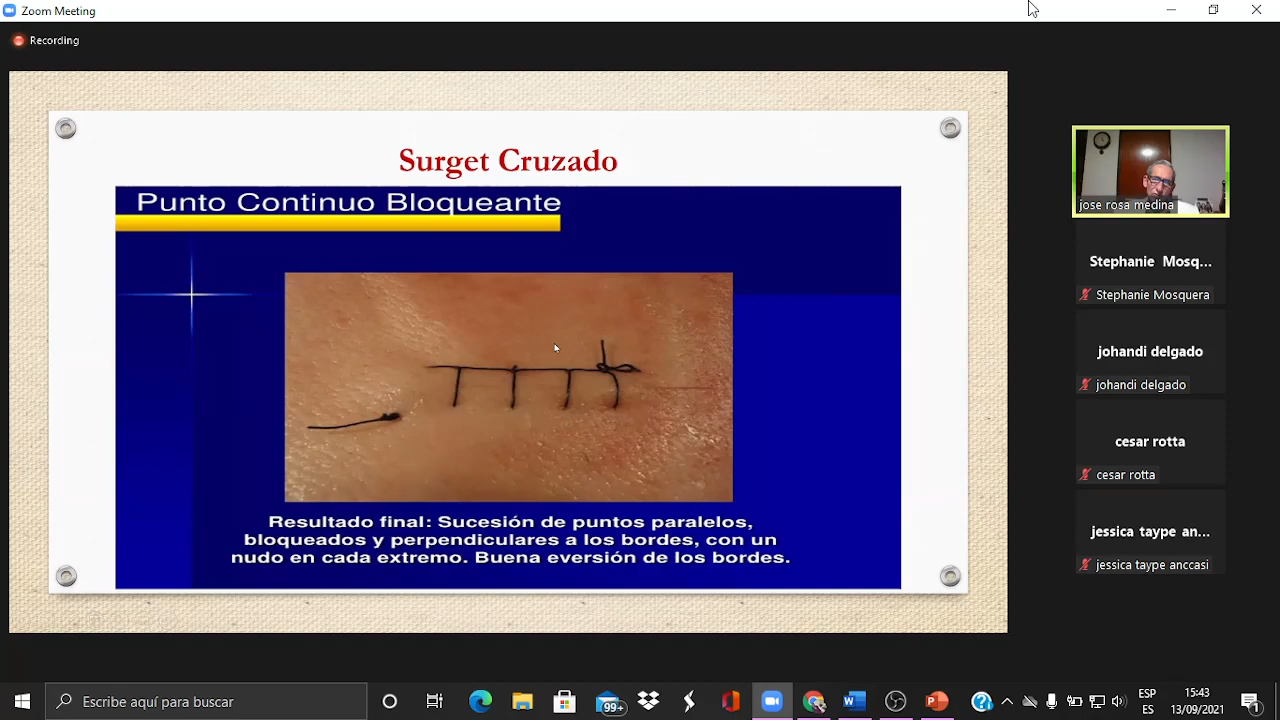 Zoom Meeting
Recording
Surget Cruzado
Punto Continuo Bloqueante
Resultado final: Sucesión de puntos paralelos,
bloqueados y perpendiculares a los bordes, con un
nudo en cada extremo. Buena eversión de los bordes.
jose rosa medina
Stephanie Mosq...
Stephanie Mosquera
johandi delgado
johandi delgado
cesar rotta
cesar rotta
jessica taype an...
jessica taype anccasi
Escribe aquí para buscar
99+
ESP
ES
15:43
13/09/2021
1